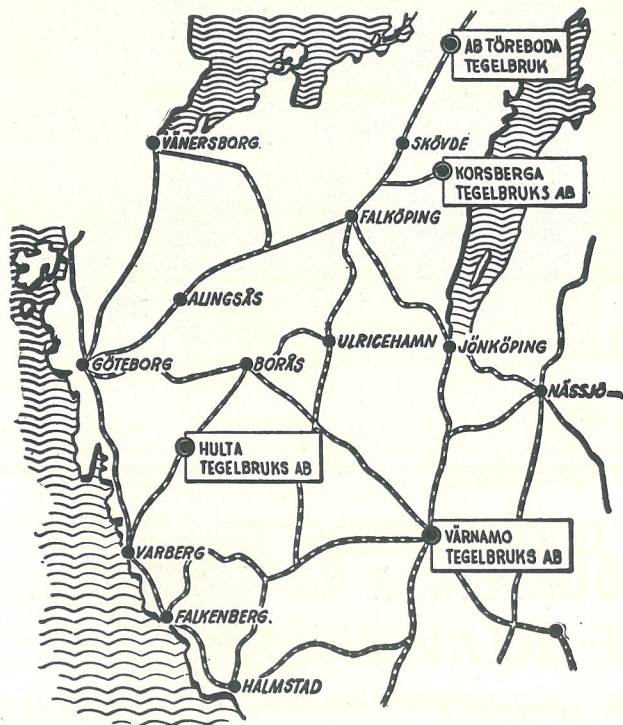 AB TÖREBODA
TEGELBRUK
VÄNERSBORG.
SKÖVDE
KORSBERGA
TEGELBRUKS AB
FALKÖPING
ALINGSÅS
GÖTEBORG
BORÅS
ULRICEHAMN
JÖNKÖPING
NÄSSJÖ
HULTA
TEGELBRUKS AB
VÄRNAMO
TEGELBRUKS AB
VARBERG
FALKENBERG.
HALMSTAD